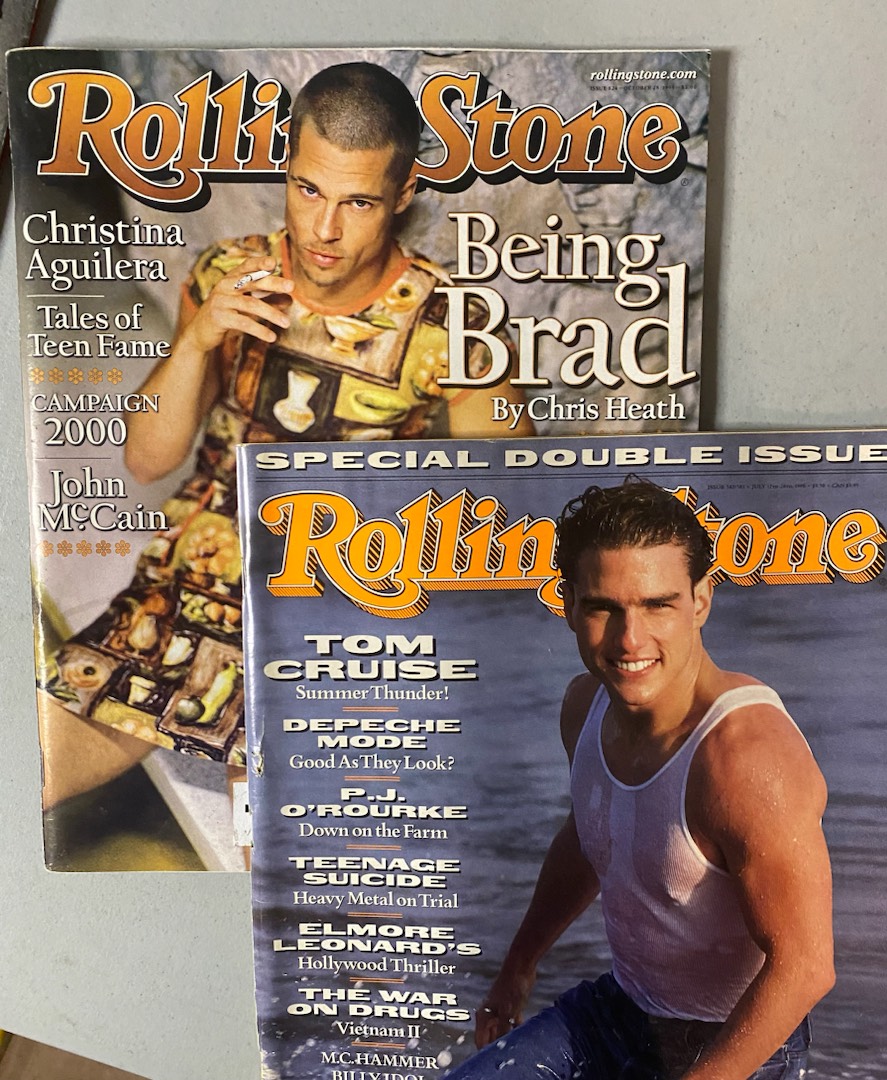 rollingstone.com
Rolling Stone
Christina
Aguilera
Tales of
Teen Fame
CAMPAIGN
2000
John
McCain
Being
Brad
By Chris Heath
SPECIAL DOUBLE ISSUE
Rolling Stone
TOM
CRUISE
Summer Thunder!
DEPECHE
MODE
Good As They Look?
P.J.
O'ROURKE
Down on the Farm
TEENAGE
SUICIDE
Heavy Metal on Trial
ELMORE
LEONARD'S
Hollywood Thriller
THE WAR
ON DRUGS
Vietnam II
M.C. HAMMER
BILLY IDOL